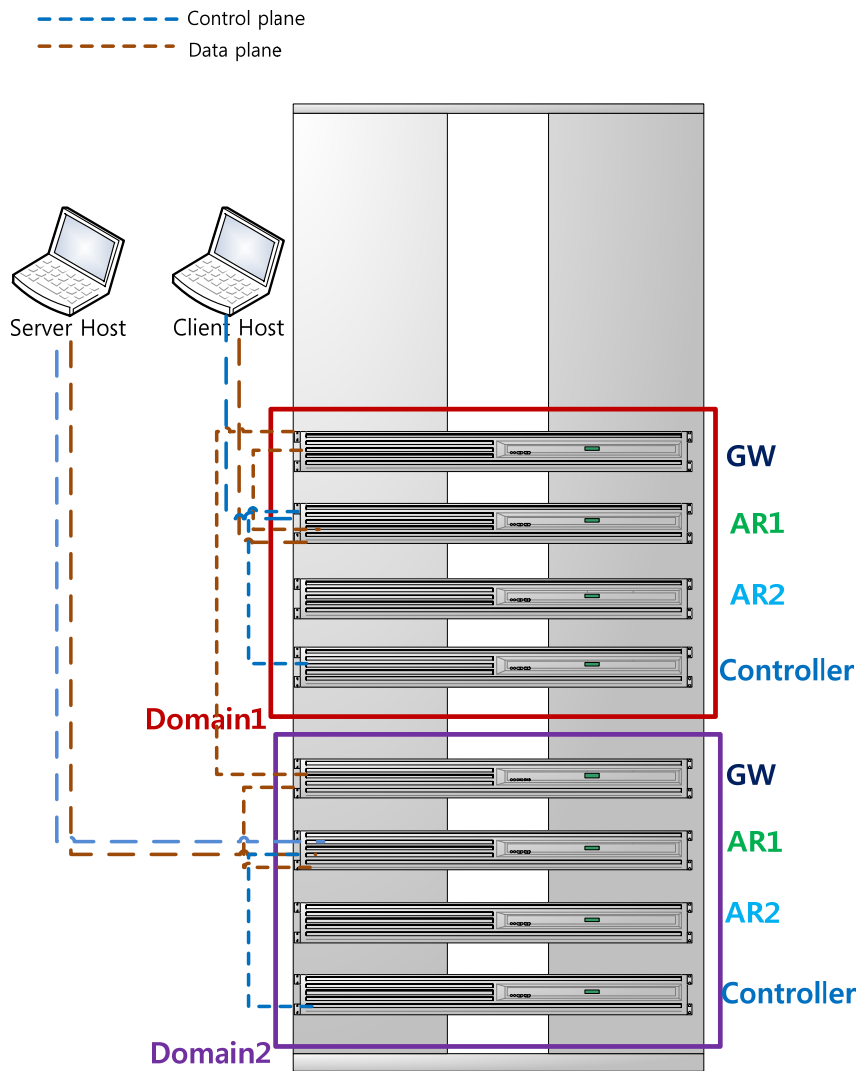 Control plane
Data plane
Server Host
Client Host
GW
AR1
AR2
Controller
Domain1
GW
AR1
AR2
Controller
Domain2